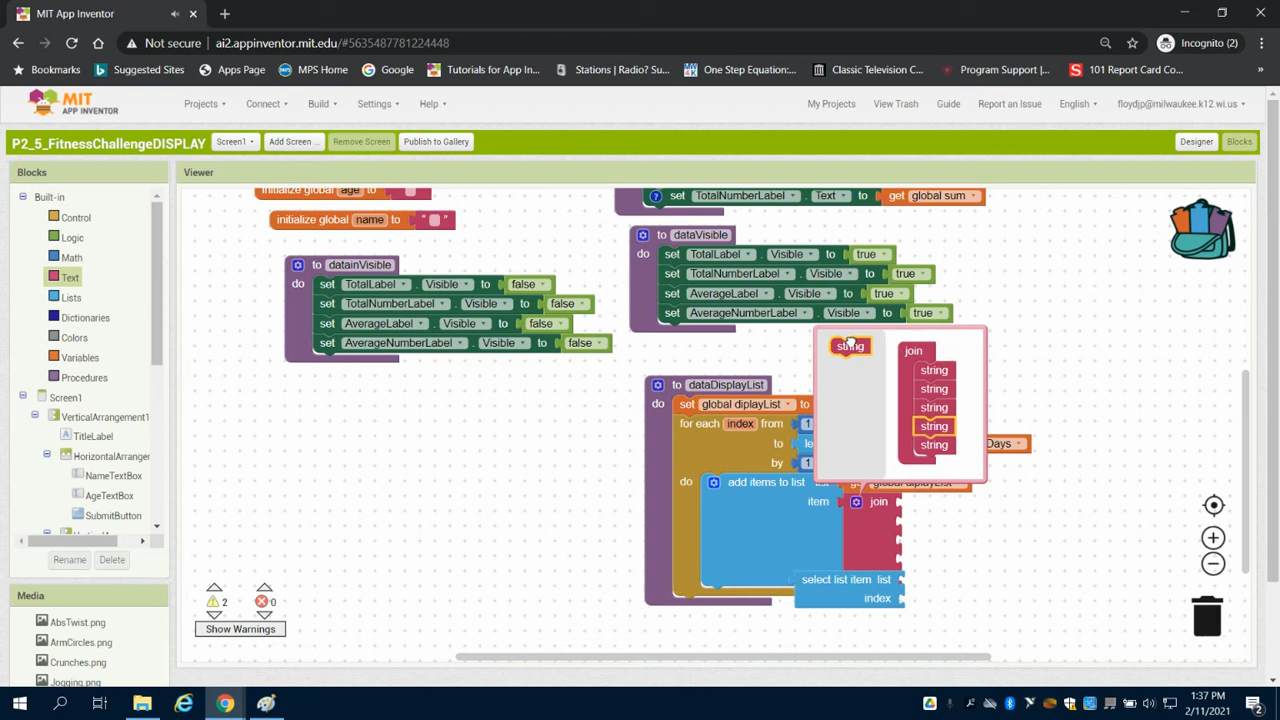 MIT App Inventor
Incognito (2)
Not secure
ai2.appinventor.mit.edu/#5635487781224448
Bookmarks
Suggested Sites
Apps Page
MPS Home
Google
Tutorials for App In...
Stations | Radio? Su...
One Step Equation:...
Classic Television C...
Program Support |...
101 Report Card Co...
MIT
APP INVENTOR
Projects
Connect
Build
Settings
Help
My Projects
View Trash
Guide
Report an Issue
English
floydjp@milwaukee.k12.wi.us
P2_5_FitnessChallengeDISPLAY
Screen1
Add Screen ...
Remove Screen
Publish to Gallery
Designer
Blocks
Blocks
Viewer
Built-in
Control
Logic
Math
Text
Lists
Dictionaries
Colors
Variables
Procedures
Screen1
VerticalArrangement1
TitleLabel
HorizontalArranger
NameTextBox
AgeTextBox
SubmitButton
Rename
Delete
Media
AbsTwist.png
ArmCircles.png
Crunches.png
Jogging.png
initialize global age to
initialize global name to " "
to datainVisible
do set TotalLabel . Visible to false
set TotalNumberLabel . Visible to false
set AverageLabel . Visible to false
set AverageNumberLabel . Visible to false
set TotalNumberLabel . Text to get global sum
to dataVisible
do set TotalLabel . Visible to true
set TotalNumberLabel . Visible to true
set AverageLabel . Visible to true
set AverageNumberLabel . Visible to true
string
join
string
string
string
string
string
to dataDisplayList
do set global diplayList to
for each index from 1
to le
Days
by 1
do add items to list list
get global diplayList
item join
select list item list
index
2
0
Show Warnings
1:37 PM
2/11/2021
2